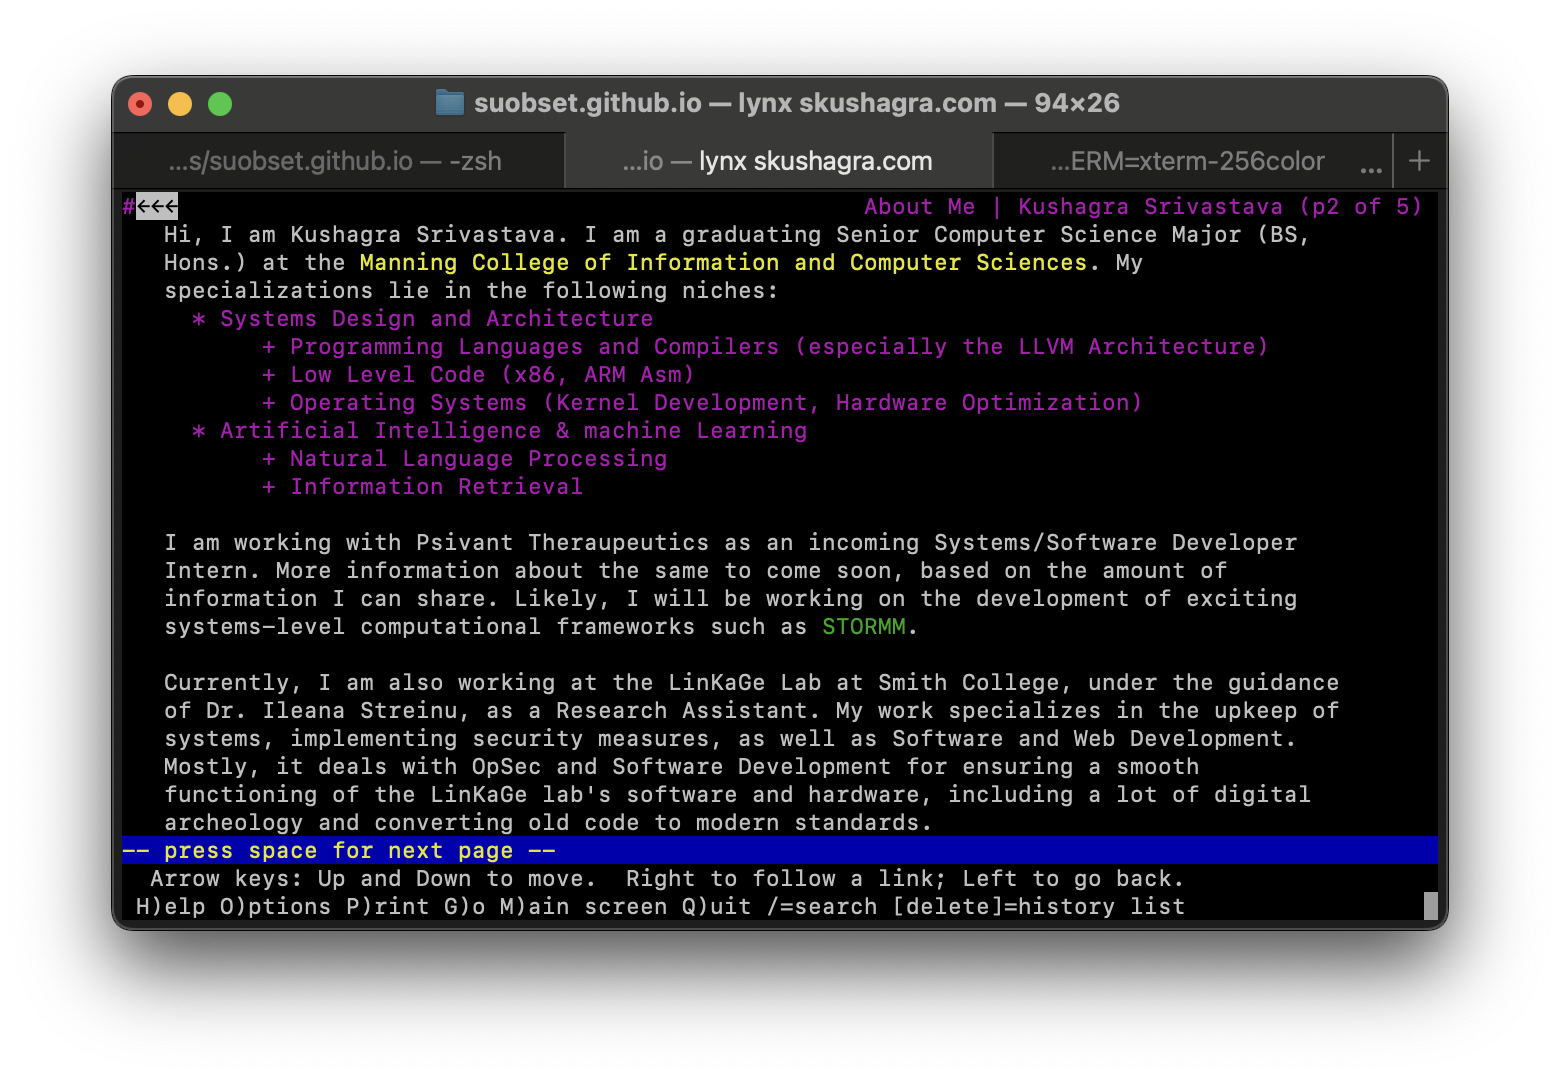 suobset.github.io — lynx skushagra.com — 94×26
...s/suobset.github.io — -zsh
...io — lynx skushagra.com
...ERM=xterm-256color ...
+
#←←← About Me | Kushagra Srivastava (p2 of 5)
Hi, I am Kushagra Srivastava. I am a graduating Senior Computer Science Major (BS,
Hons.) at the Manning College of Information and Computer Sciences. My
specializations lie in the following niches:
* Systems Design and Architecture
+ Programming Languages and Compilers (especially the LLVM Architecture)
+ Low Level Code (x86, ARM Asm)
+ Operating Systems (Kernel Development, Hardware Optimization)
* Artificial Intelligence & machine Learning
+ Natural Language Processing
+ Information Retrieval
I am working with Psivant Theraupeutics as an incoming Systems/Software Developer
Intern. More information about the same to come soon, based on the amount of
information I can share. Likely, I will be working on the development of exciting
systems-level computational frameworks such as STORMM.
Currently, I am also working at the LinKaGe Lab at Smith College, under the guidance
of Dr. Ileana Streinu, as a Research Assistant. My work specializes in the upkeep of
systems, implementing security measures, as well as Software and Web Development.
Mostly, it deals with OpSec and Software Development for ensuring a smooth
functioning of the LinKaGe lab's software and hardware, including a lot of digital
archeology and converting old code to modern standards.
-- press space for next page --
Arrow keys: Up and Down to move. Right to follow a link; Left to go back.
H)elp O)ptions P)rint G)o M)ain screen Q)uit /=search [delete]=history list